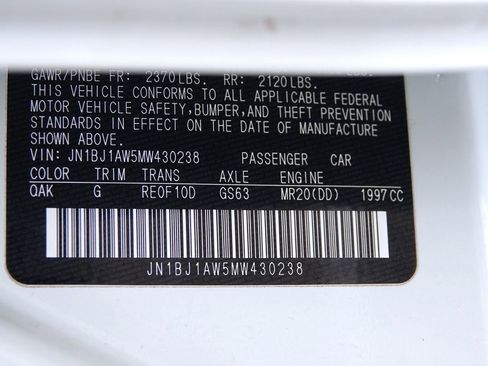 GAWR/PNBE FR: 2370LBS. RR: 2120LBS.
THIS VEHICLE CONFORMS TO ALL APPLICABLE FEDERAL
MOTOR VEHICLE SAFETY,BUMPER,AND THEFT PREVENTION
STANDARDS IN EFFECT ON THE DATE OF MANUFACTURE
SHOWN ABOVE.
VIN: JN1BJ1AW5MW430238 PASSENGER CAR
COLOR TRIM TRANS AXLE ENGINE
QAK G RE0F10D GS63 MR20(DD) 1997CC
JN1BJ1AW5MW430238